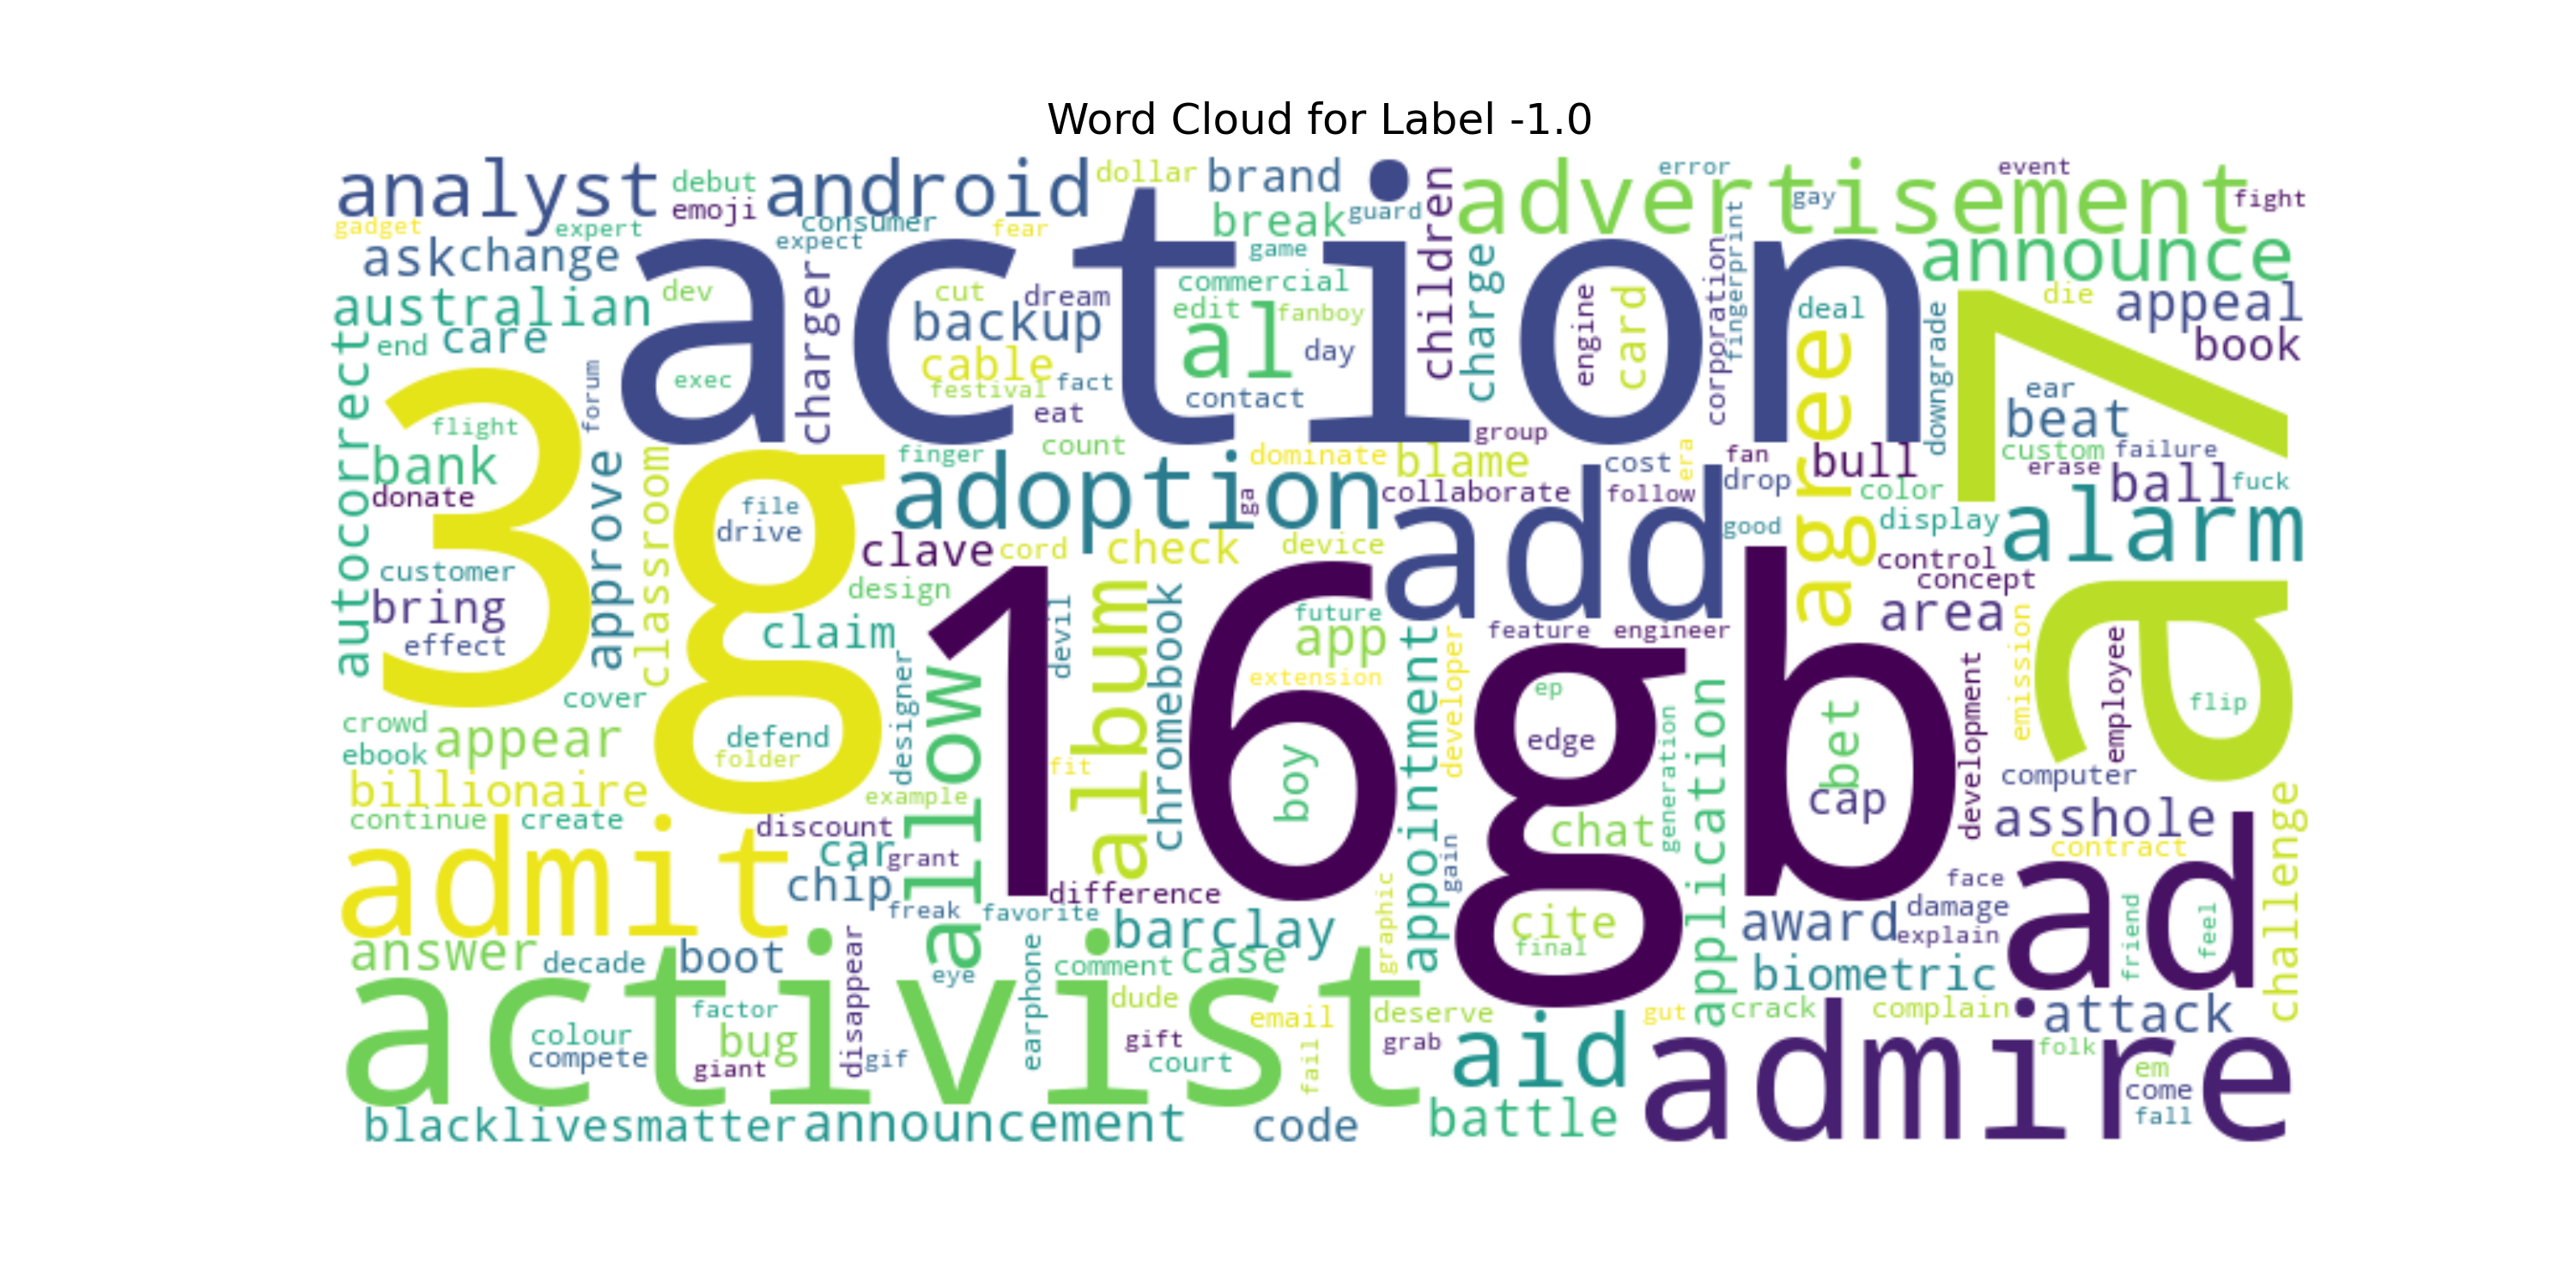 Word Cloud for Label -1.0
analyst
debut
emoji
android
dollar
brand
children
advertisement
error
event
gay
fight
gadget
expert
consumer
expect
fear
break
guard
game
ask
change
charger
action
commercial
charge
corporation
fingerprint
announce
australian
dev
cut
dream
backup
edit
al
fanboy
engine
card
deal
downgrade
die
appeal
a7
book
autocorrect
end
care
exec
cable
festival
fact
day
contact
eat
agree
ear
beat
3g
forum
flight
bank
donate
approve
classroom
finger
count
group
dominate
blame
cost
era
fan
bull
drop
custom
failure
erase
ball
fuck
adoption
ga
collaborate
follow
color
file
drive
add
good
display
alarm
clave
cord
check
device
control
concept
customer
bring
effect
design
claim
16gb
devil
album
chromebook
future
app
feature
engineer
area
emission
employee
cover
designer
allow
extension
appointment
developer
ep
edge
generation
application
bet
cap
development
flip
crowd
ebook
appear
defend
folder
fit
boy
computer
billionaire
example
continue
create
discount
car
grant
chip
chat
gain
asshole
contract
challenge
admit
difference
freak
favorite
barclay
graphic
cite
final
award
face
damage
explain
ad
friend
feel
answer
decade
boot
disappear
eye
earphone
comment
case
biometric
activist
factor
colour
compete
bug
giant
gif
dude
gift
court
email
fail
deserve
grab
aid
gut
crack
complain
attack
admire
folk
em
come
fall
blacklivesmatter
announcement
code
battle